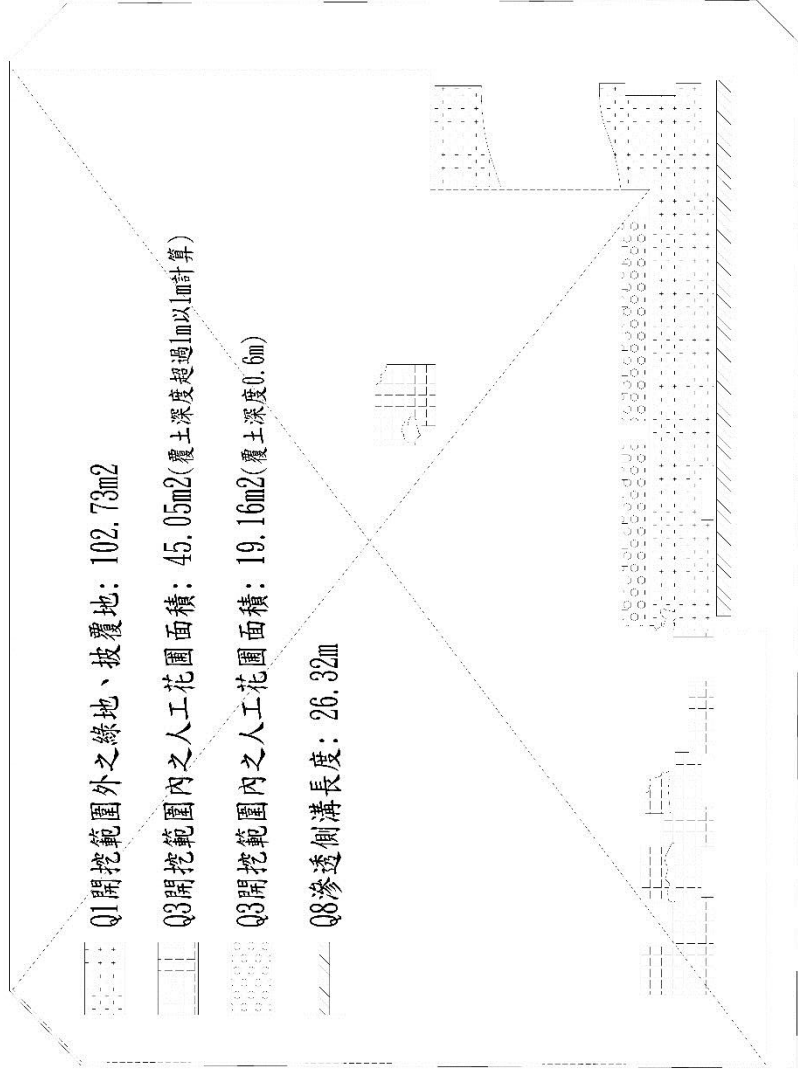 Q1開挖範圍外之綠地、披覆地: 102.73m2
Q3開挖範圍內之人工花圃面積: 45.05m2(覆土深度超過1m以1m計算)
Q3開挖範圍內之人工花圃面積: 19.16m2(覆土深度0.6m)
Q8滲透側溝長度: 26.32m